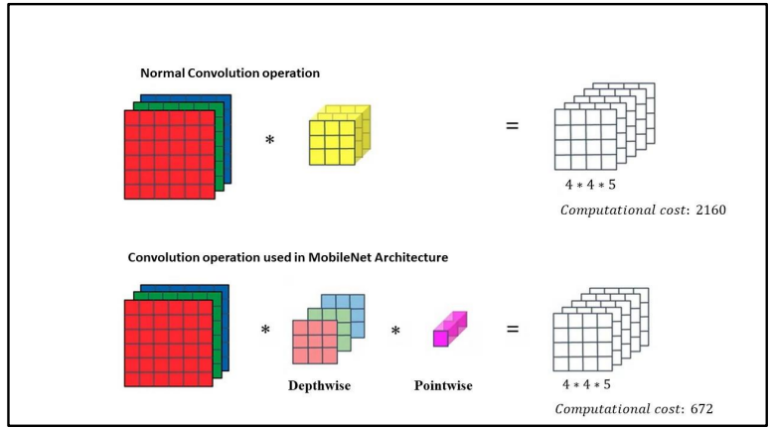 Normal Convolution operation
* =
4 * 4 * 5
Computational cost: 2160
Convolution operation used in MobileNet Architecture
* * =
Depthwise Pointwise
4 * 4 * 5
Computational cost: 672